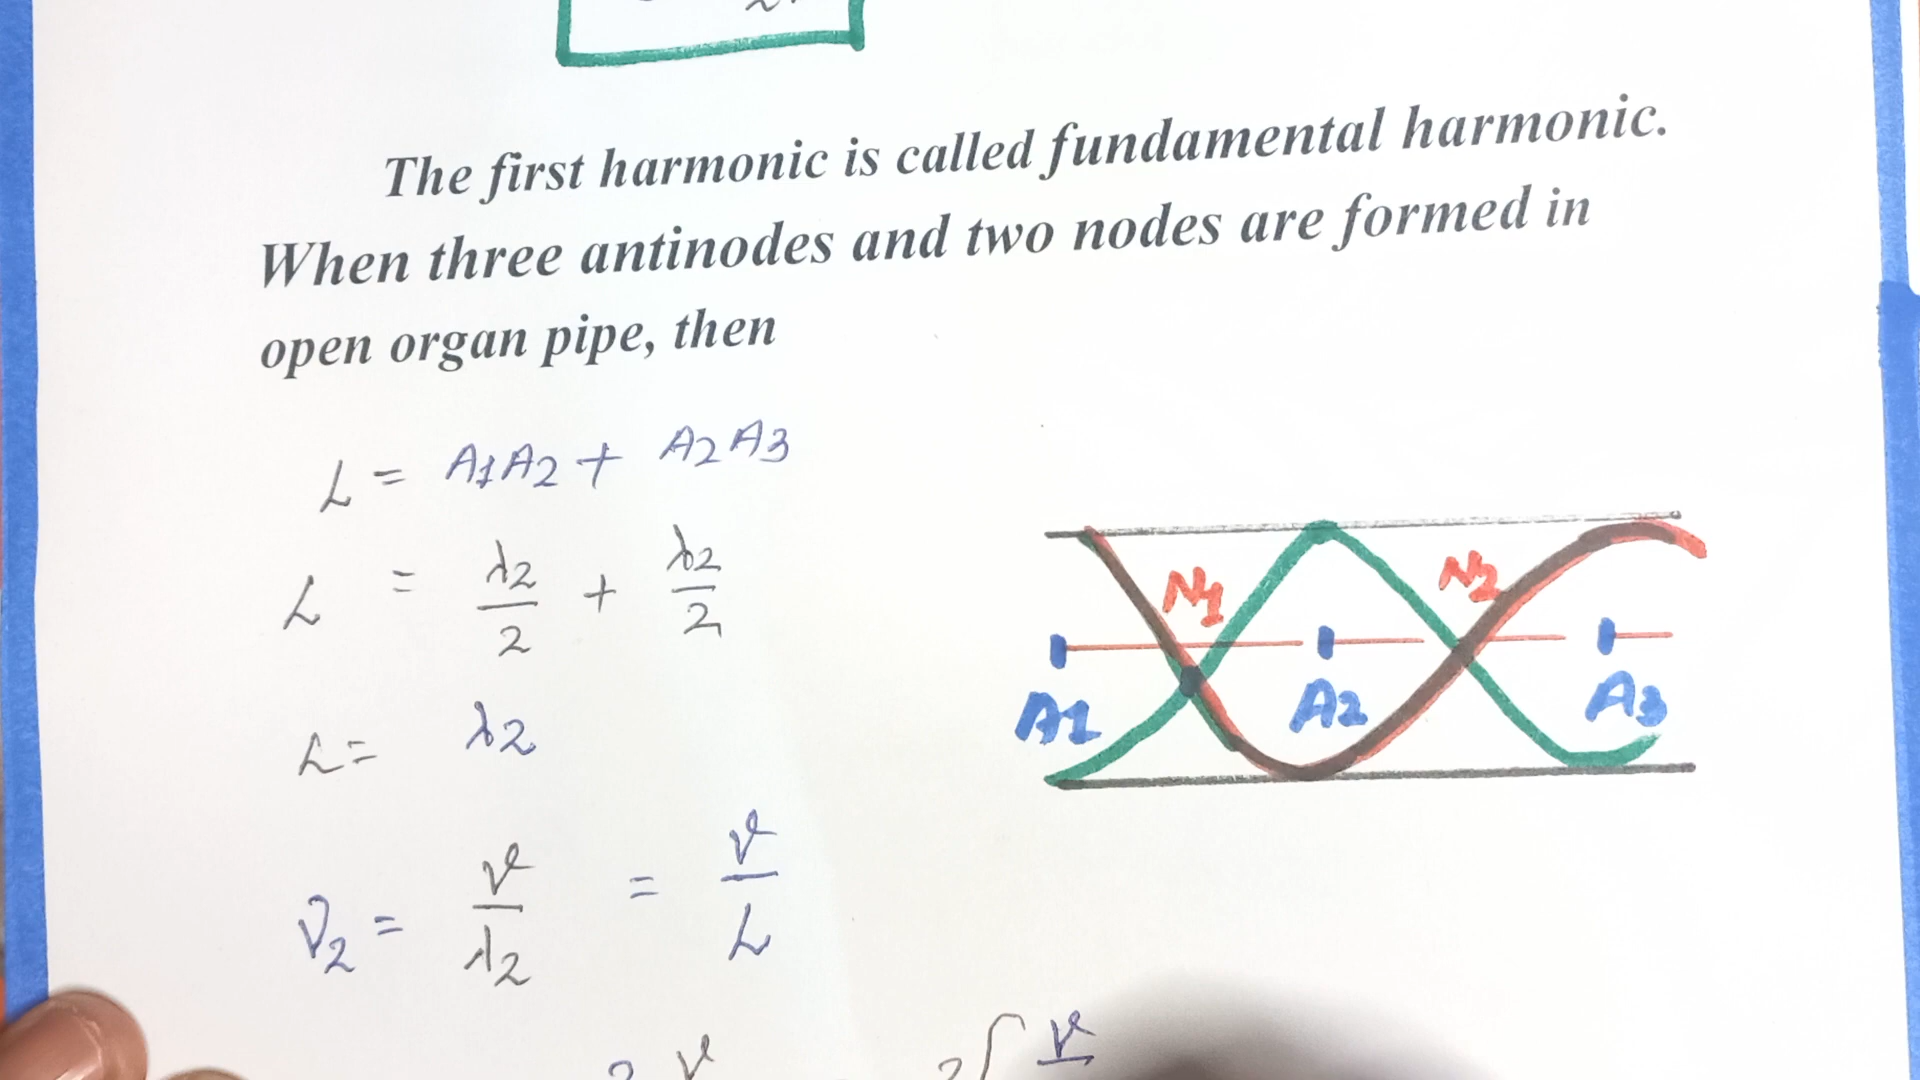 The first harmonic is called fundamental harmonic.
When three antinodes and two nodes are formed in
open organ pipe, then
L = A1A2 + A2A3
L = λ2/2 + λ2/2
L = λ2
ν2 = v/λ2 = v/L
N1 N2
A1 A2 A3